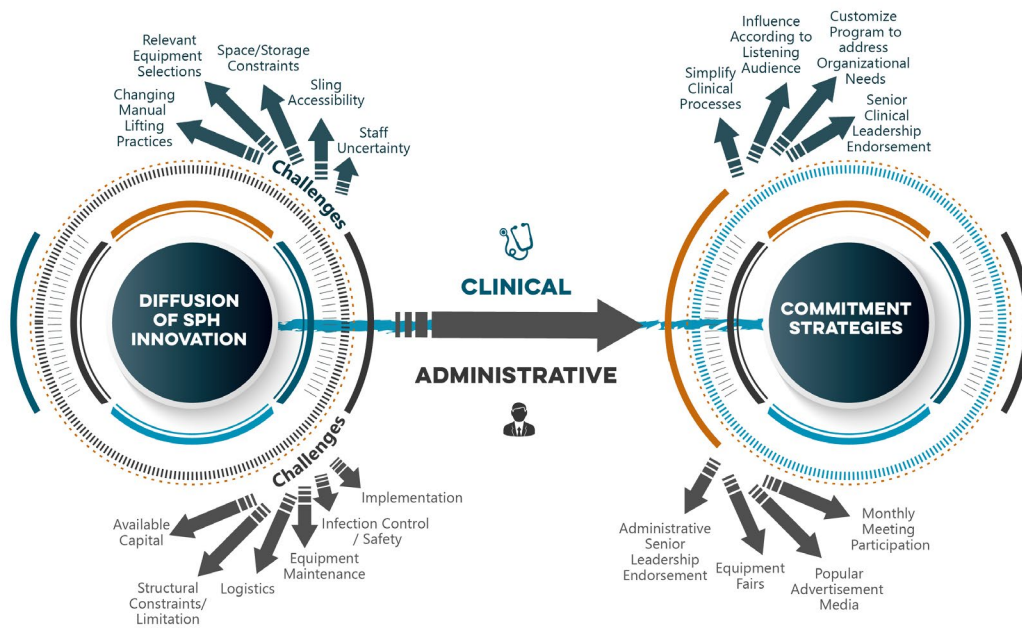 Relevant
Equipment
Selections
Space/Storage
Constraints
Changing
Manual
Lifting
Practices
Sling
Accessibility
Staff
Uncertainty
Challenges
DIFFUSION
OF SPH
INNOVATION
Challenges
Available
Capital
Structural
Constraints/
Limitation
Logistics
Equipment
Maintenance
Infection Control
/ Safety
Implementation
CLINICAL
ADMINISTRATIVE
Simplify
Clinical
Processes
Influence
According to
Listening
Audience
Customize
Program to
address
Organizational
Needs
Senior
Clinical
Leadership
Endorsement
COMMITMENT
STRATEGIES
Administrative
Senior
Leadership
Endorsement
Equipment
Fairs
Popular
Advertisement
Media
Monthly
Meeting
Participation